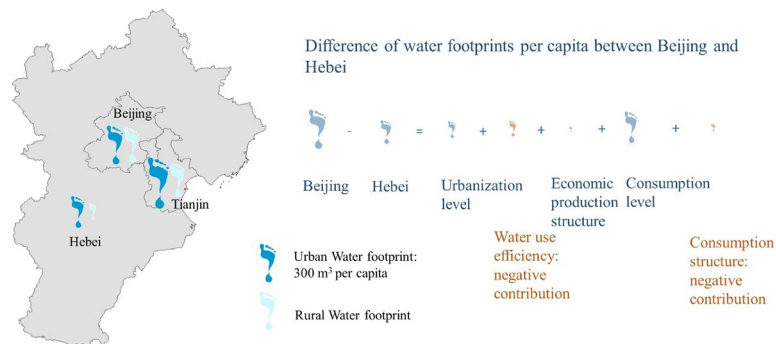 Difference of water footprints per capita between Beijing and
Hebei
Beijing
Tianjin
Hebei
- = + + + +
Beijing
Hebei
Urbanization
level
Economic
production
structure
Consumption
level
Water use
efficiency:
negative
contribution
Consumption
structure:
negative
contribution
Urban Water footprint:
300 m³ per capita
Rural Water footprint